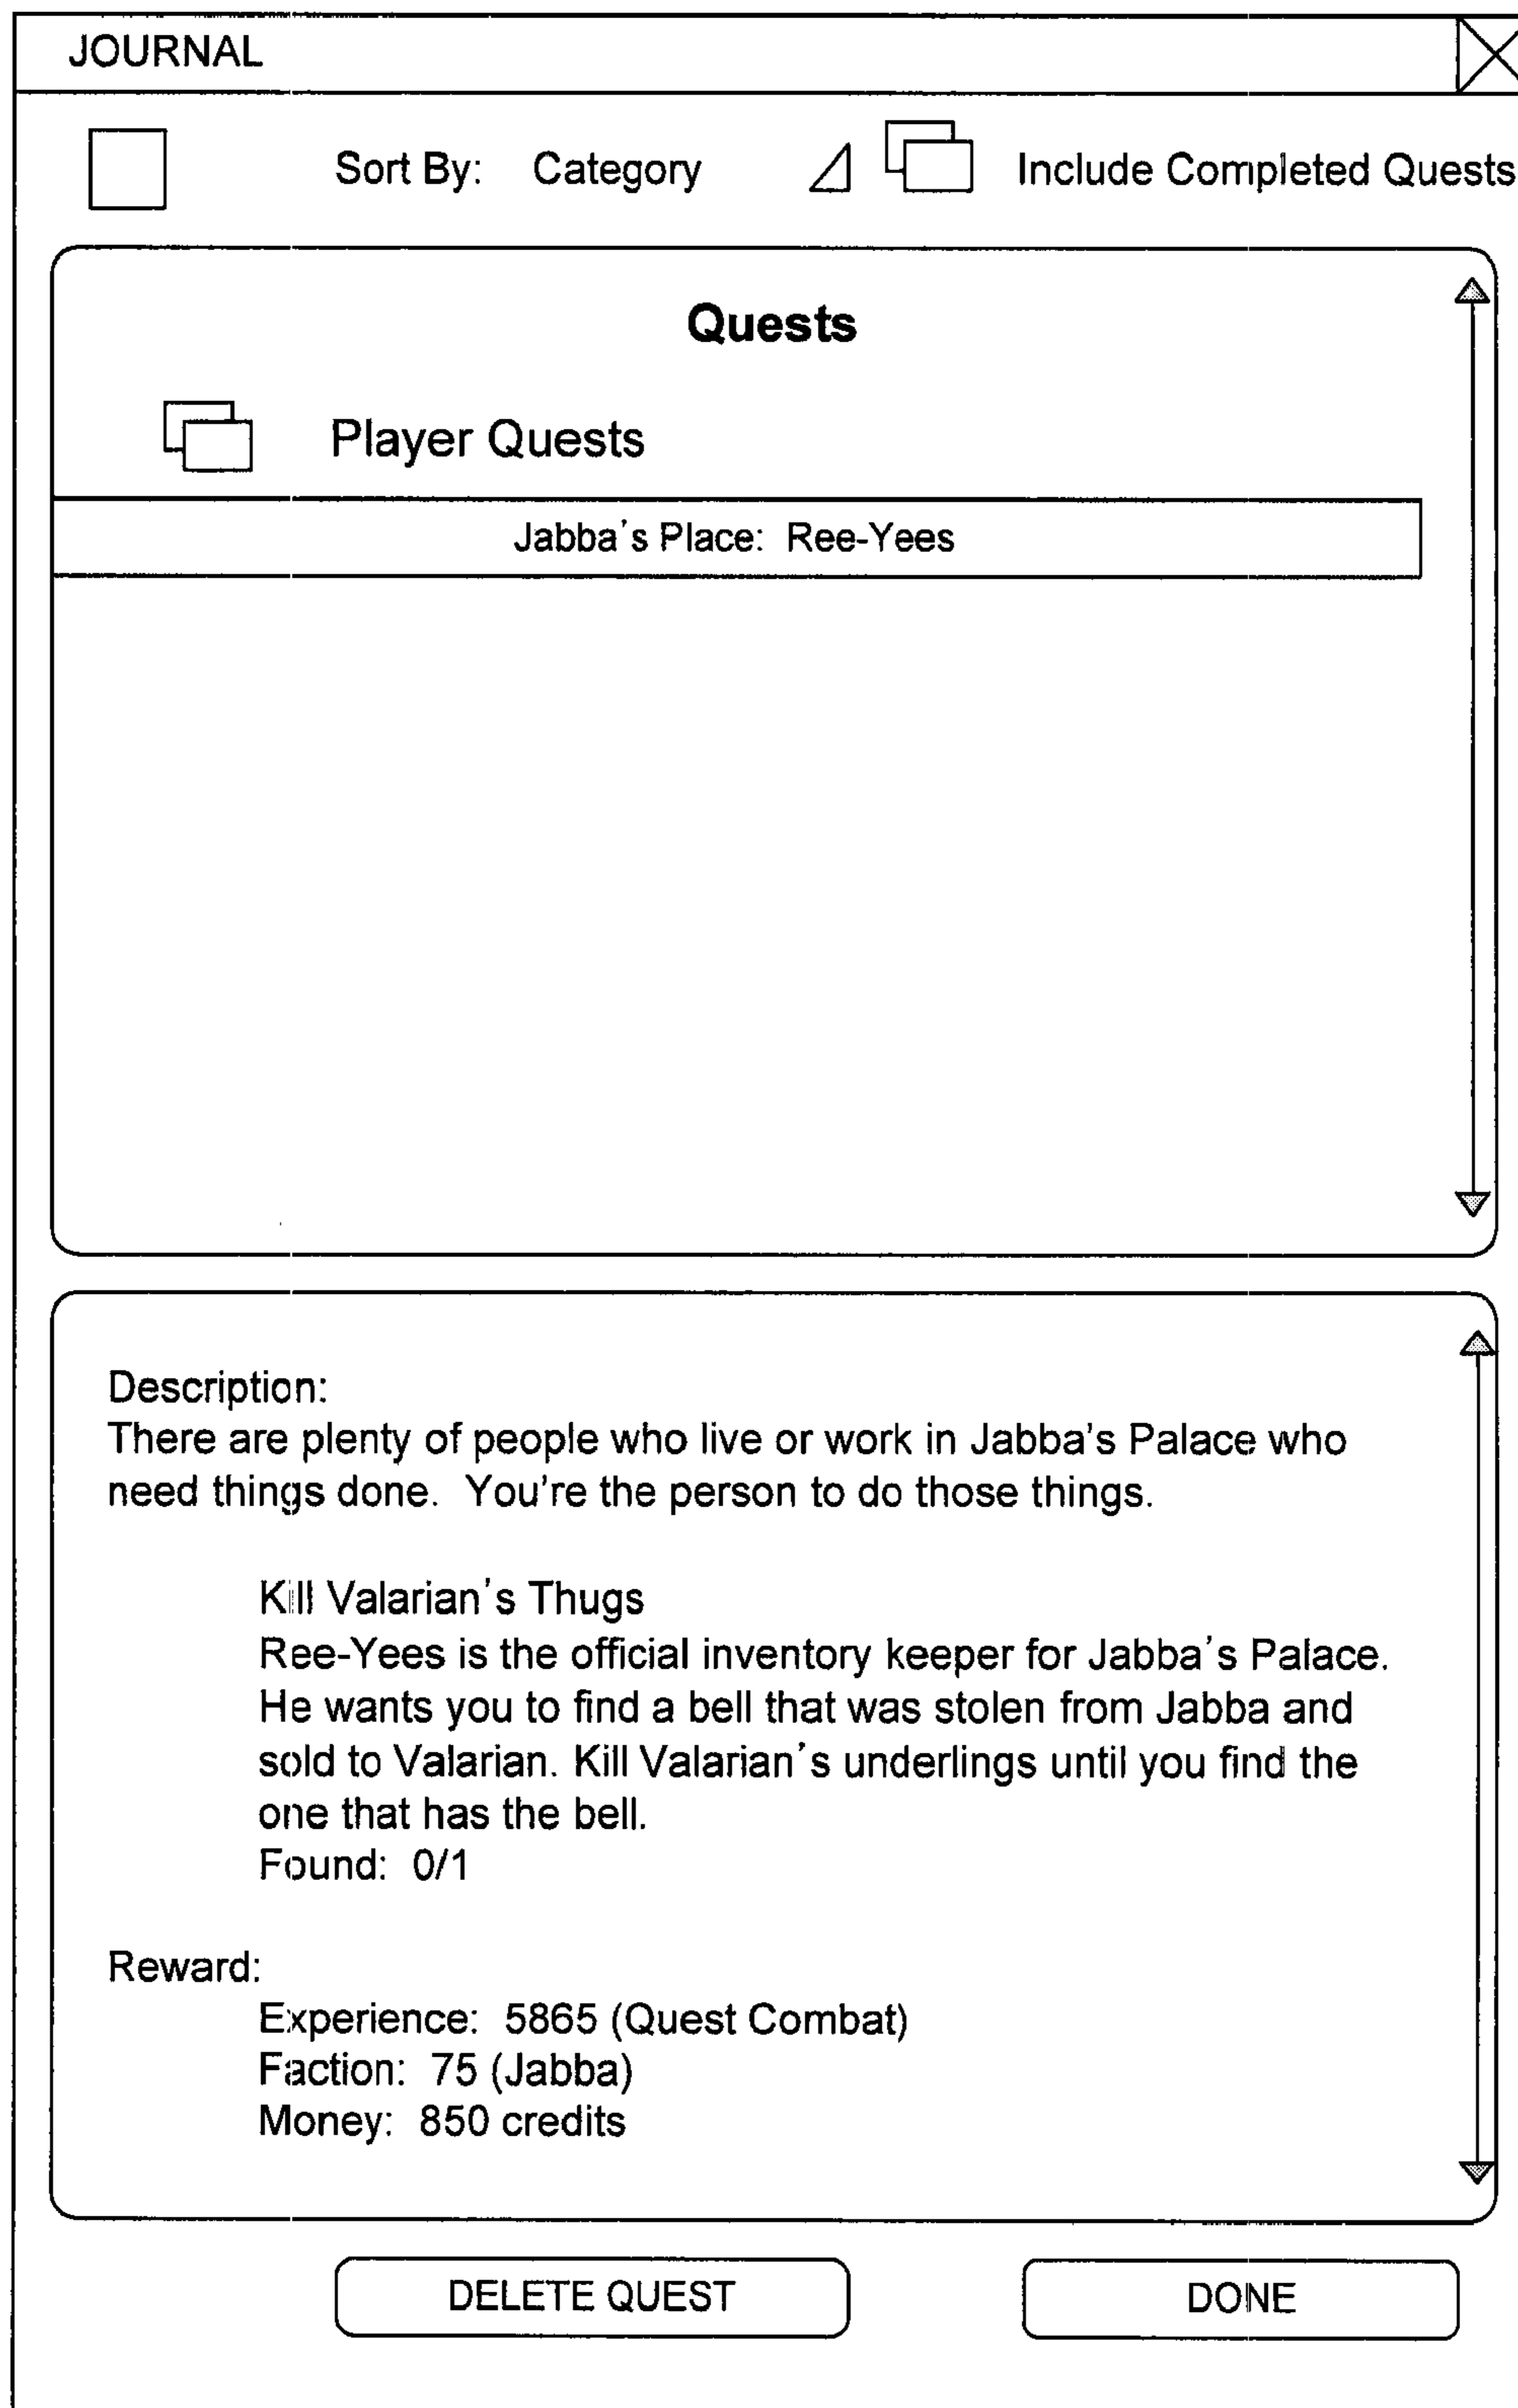 JOURNAL
Sort By: Category Include Completed Quests
Quests
Player Quests
Jabba's Place: Ree-Yees
Description:
There are plenty of people who live or work in Jabba's Palace who
need things done. You're the person to do those things.
Kill Valarian's Thugs
Ree-Yees is the official inventory keeper for Jabba's Palace.
He wants you to find a bell that was stolen from Jabba and
sold to Valarian. Kill Valarian's underlings until you find the
one that has the bell.
Found: 0/1
Reward:
Experience: 5865 (Quest Combat)
Faction: 75 (Jabba)
Money: 850 credits
DELETE QUEST DONE